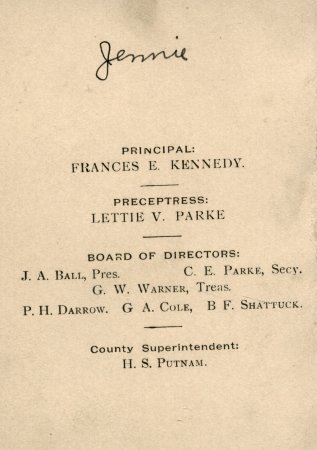 Jennie
PRINCIPAL:
FRANCES E. KENNEDY.
PRECEPTRESS:
LETTIE V. PARKE
BOARD OF DIRECTORS:
J. A. BALL, Pres. C. E. PARKE, Secy.
G. W. WARNER, Treas.
P. H. DARROW. G A. COLE, B F. SHATTUCK.
County Superintendent:
H. S. PUTNAM.